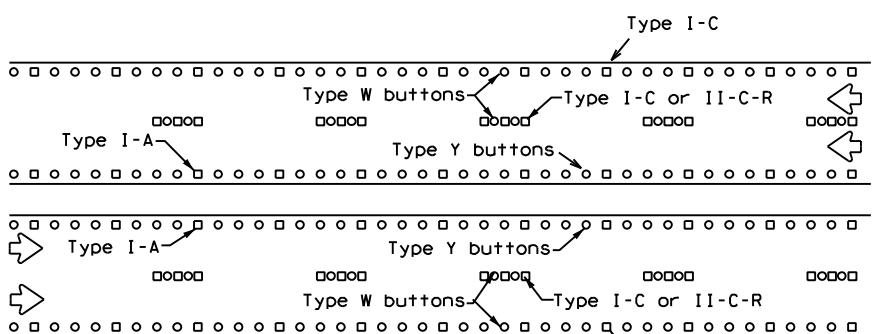 Type I-C
Type W buttons
Type I-C or II-C-R
Type I-A
Type Y buttons
Type I-A
Type Y buttons
Type W buttons
Type I-C or II-C-R